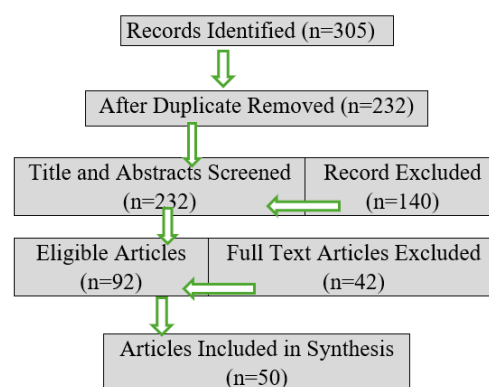 Records Identified (n=305)
After Duplicate Removed (n=232)
Title and Abstracts Screened
(n=232)
Record Excluded
(n=140)
Eligible Articles
(n=92)
Full Text Articles Excluded
(n=42)
Articles Included in Synthesis
(n=50)